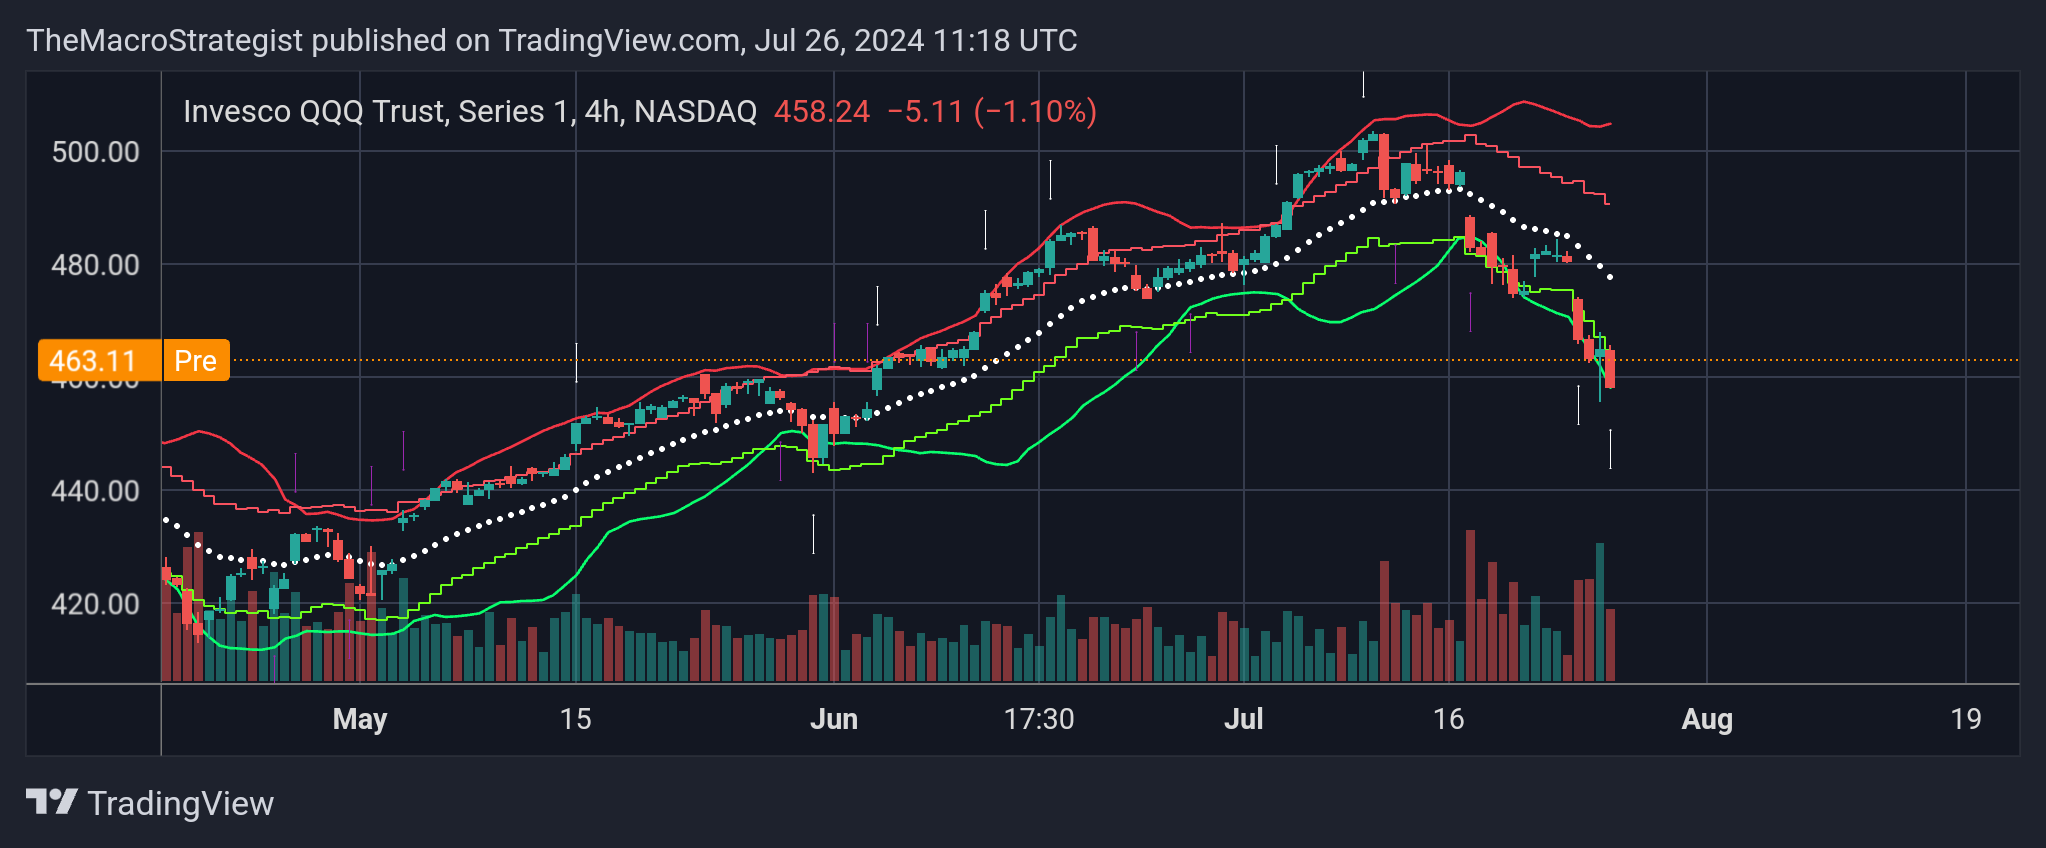 TheMacroStrategist published on TradingView.com, Jul 26, 2024 11:18 UTC
Invesco QQQ Trust, Series 1, 4h, NASDAQ 458.24 −5.11 (−1.10%)
500.00
480.00
463.11 Pre
460.00
440.00
420.00
May 15 Jun 17:30 Jul 16 Aug 19
TradingView